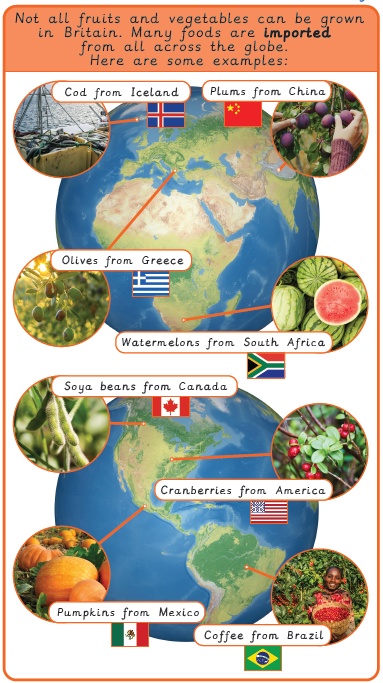 Not all fruits and vegetables can be grown
in Britain. Many foods are imported
from all across the globe.
Here are some examples:
Cod from Iceland
Plums from China
Olives from Greece
Watermelons from South Africa
Soya beans from Canada
Cranberries from America
Pumpkins from Mexico
Coffee from Brazil